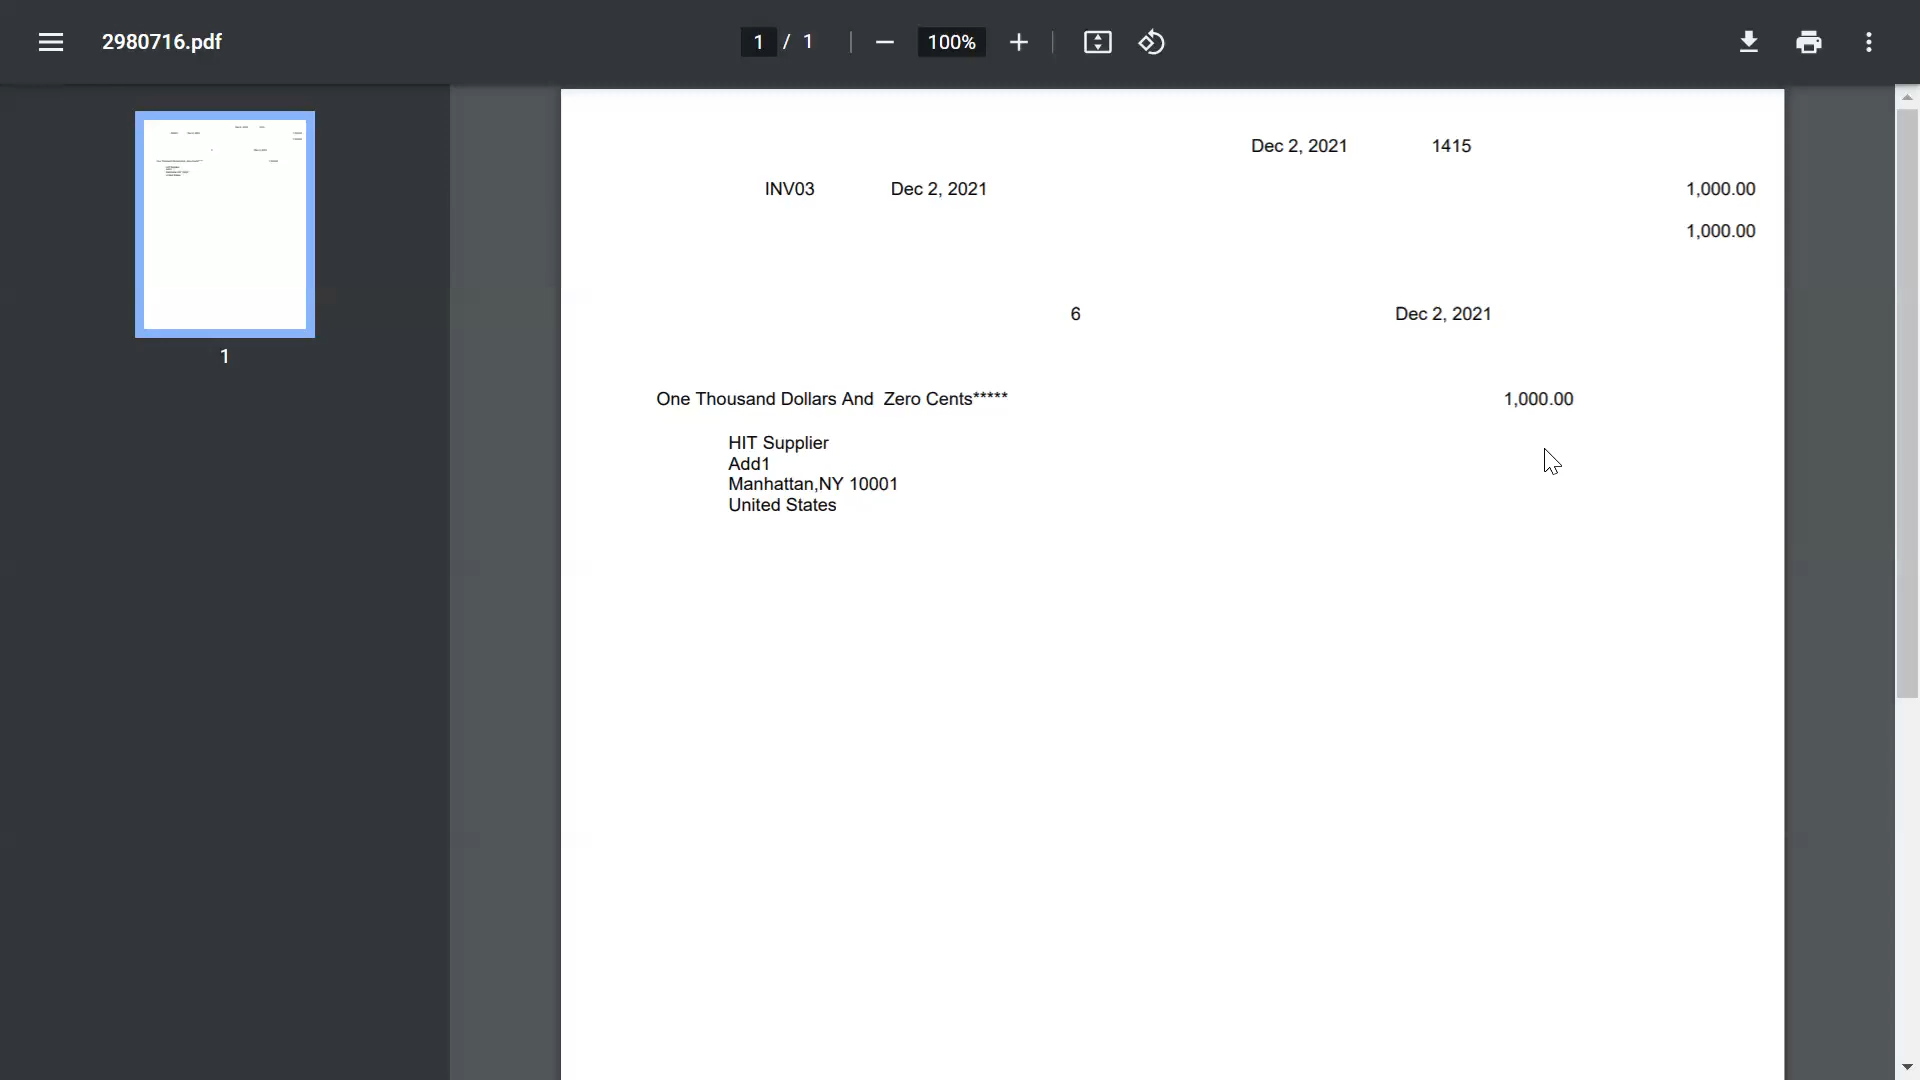 2980716.pdf
1 / 1
100%
1
Dec 2, 2021 1415
INV03 Dec 2, 2021 1,000.00
1,000.00
6 Dec 2, 2021
One Thousand Dollars And  Zero Cents***** 1,000.00
HIT Supplier
Add1
Manhattan,NY 10001
United States